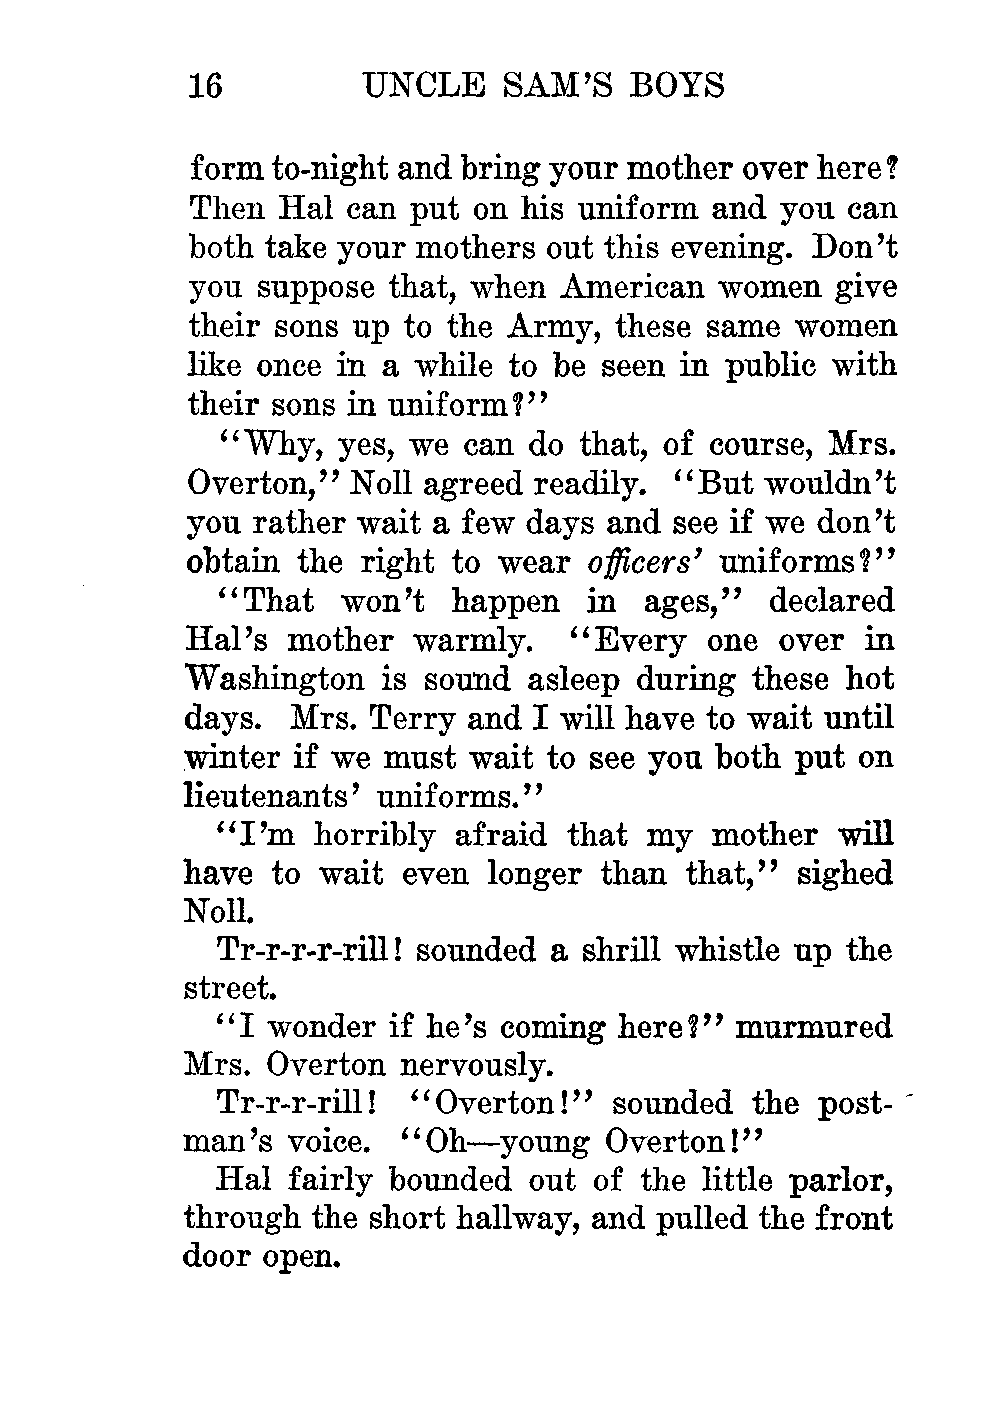 16 UNCLE SAM'S BOYS
form to-night and bring your mother over here?
Then Hal can put on his uniform and you can
both take your mothers out this evening. Don't
you suppose that, when American women give
their sons up to the Army, these same women
like once in a while to be seen in public with
their sons in uniform?"
"Why, yes, we can do that, of course, Mrs.
Overton," Noll agreed readily. "But wouldn't
you rather wait a few days and see if we don't
obtain the right to wear officers' uniforms?"
"That won't happen in ages," declared
Hal's mother warmly. "Every one over in
Washington is sound asleep during these hot
days. Mrs. Terry and I will have to wait until
winter if we must wait to see you both put on
lieutenants' uniforms."
"I'm horribly afraid that my mother will
have to wait even longer than that," sighed
Noll.
Tr-r-r-r-rill! sounded a shrill whistle up the
street.
"I wonder if he's coming here?" murmured
Mrs. Overton nervously.
Tr-r-r-rill! "Overton!" sounded the post-
man's voice. "Oh—young Overton!"
Hal fairly bounded out of the little parlor,
through the short hallway, and pulled the front
door open.